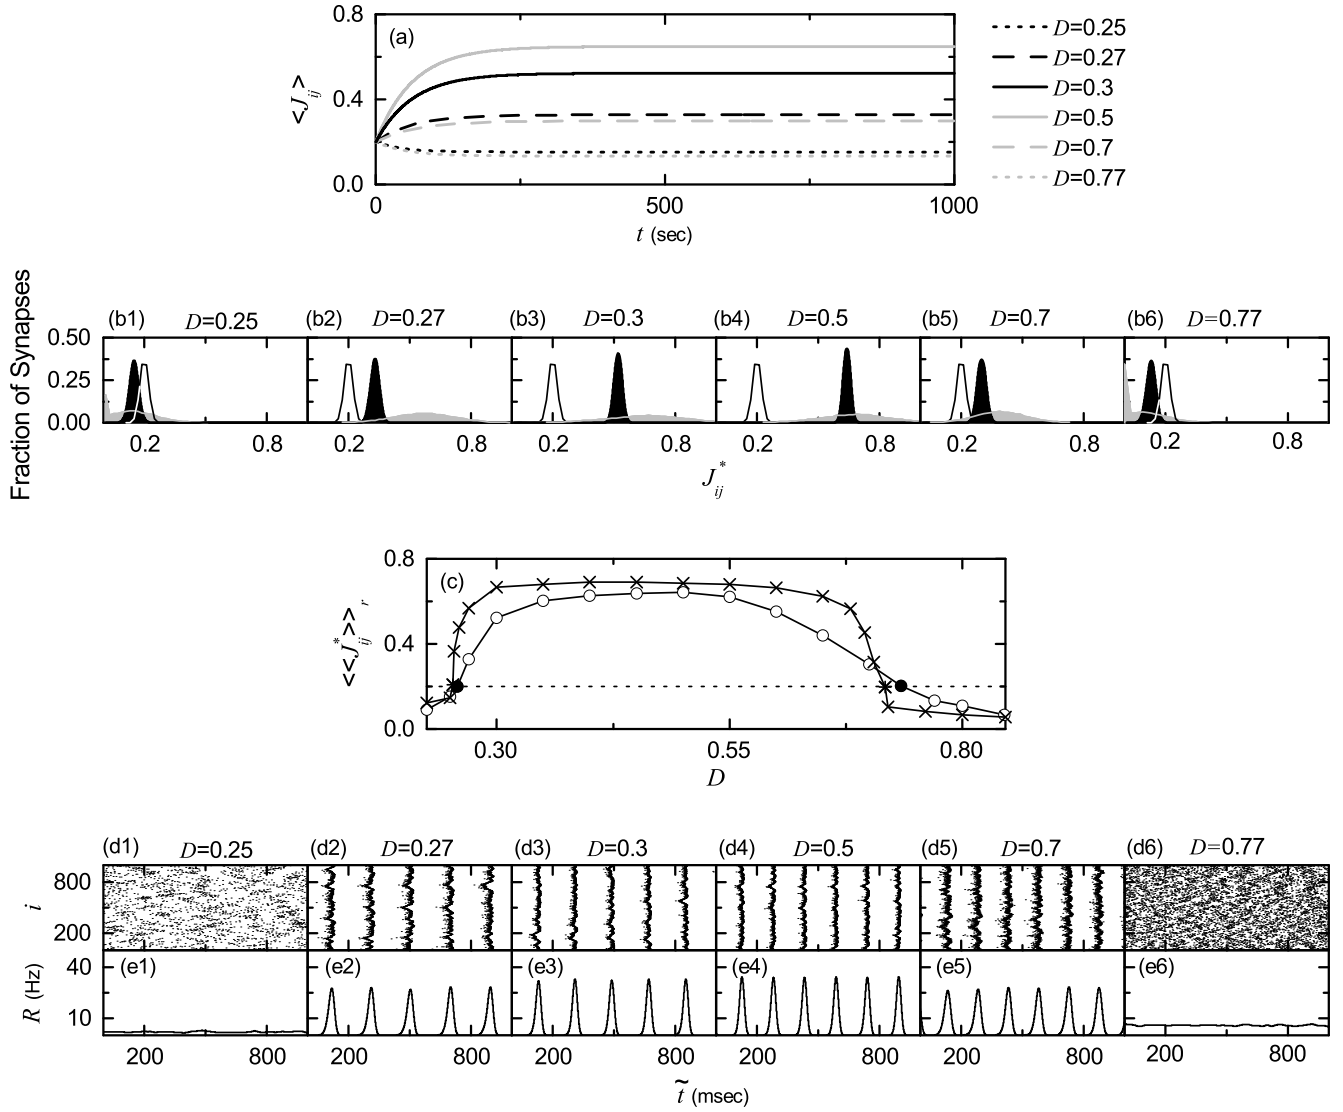 0.8
(a)
0.4
<J_ij>
0.0
0
500
1000
t (sec)
D=0.25
D=0.27
D=0.3
D=0.5
D=0.7
D=0.77
Fraction of Synapses
(b1) D=0.25
(b2) D=0.27
(b3) D=0.3
(b4) D=0.5
(b5) D=0.7
(b6) D=0.77
0.50
0.25
0.00
0.2 0.8 0.2 0.8 0.2 0.8 0.2 0.8 0.2 0.8 0.2 0.8
J_ij^*
0.8
(c)
<<J_ij^*>>_r
0.4
0.0
0.30 0.55 0.80
D
(d1) D=0.25
(d2) D=0.27
(d3) D=0.3
(d4) D=0.5
(d5) D=0.7
(d6) D=0.77
800
i
200
40
(e1) (e2) (e3) (e4) (e5) (e6)
R (Hz)
10
200 800 200 800 200 800 200 800 200 800 200 800
t̃ (msec)